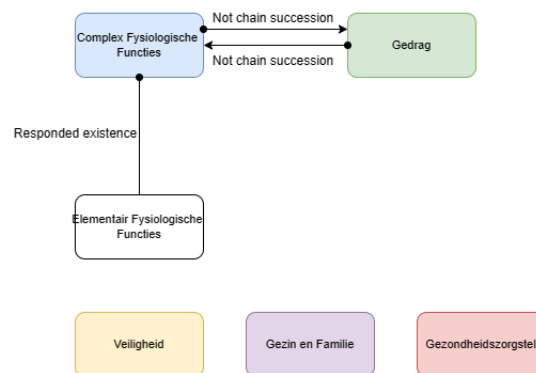 Not chain succession
Complex Fysiologische
Functies
Gedrag
Not chain succession
Responded existence
Elementair Fysiologische
Functies
Veiligheid
Gezin en Familie
Gezondheidszorgstel